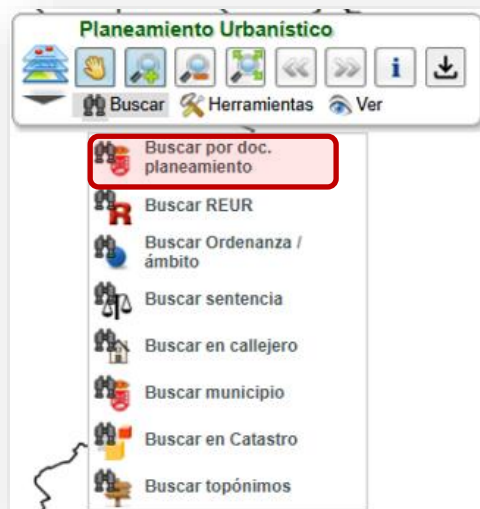 Planeamiento Urbanístico
Buscar Herramientas Ver
Buscar por doc.
planeamiento
Buscar REUR
Buscar Ordenanza /
ámbito
Buscar sentencia
Buscar en callejero
Buscar municipio
Buscar en Catastro
Buscar topónimos